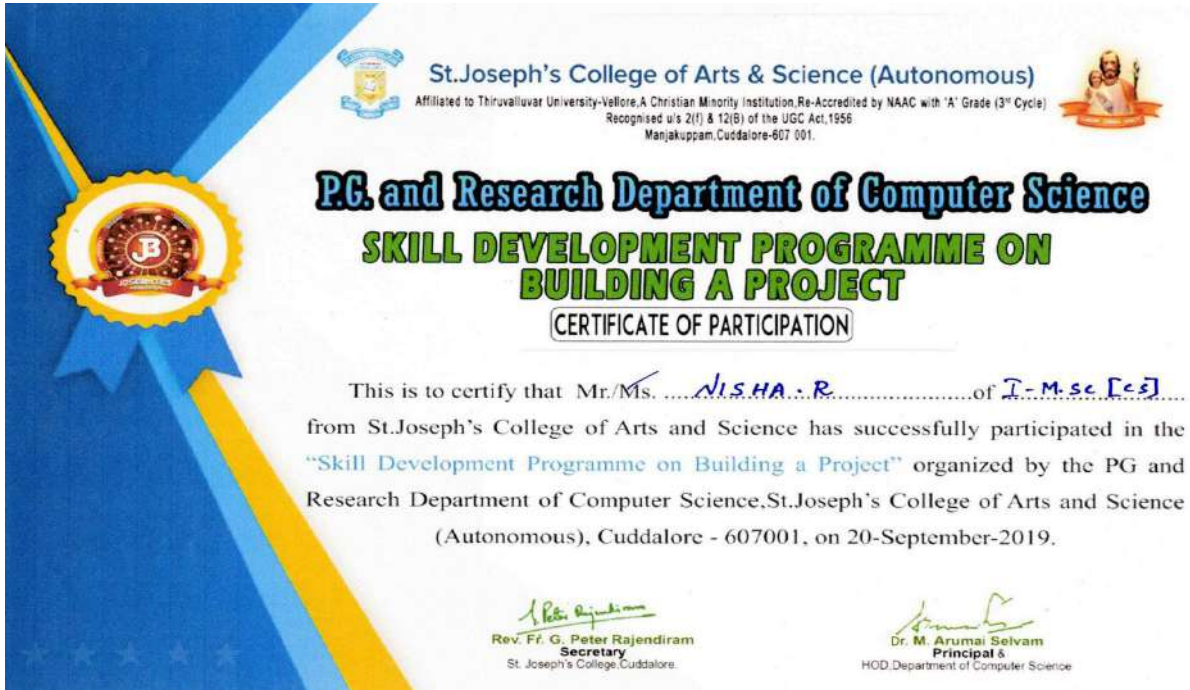 St.Joseph's College of Arts & Science (Autonomous)
Affiliated to Thiruvalluvar University-Vellore,A Christian Minority Institution,Re-Accredited by NAAC with 'A' Grade (3rd Cycle)
Recognised u/s 2(f) & 12(B) of the UGC Act,1956
Manjakuppam,Cuddalore-607 001.
P.G. and Research Department of Computer Science
SKILL DEVELOPMENT PROGRAMME ON
BUILDING A PROJECT
CERTIFICATE OF PARTICIPATION
JB
This is to certify that Mr./Ms. .....NISHA.R.....................of I-M.sc [cs]
from St.Joseph's College of Arts and Science has successfully participated in the
"Skill Development Programme on Building a Project" organized by the PG and
Research Department of Computer Science,St.Joseph's College of Arts and Science
(Autonomous), Cuddalore - 607001, on 20-September-2019.
Rev. Fr. G. Peter Rajendiram
Secretary
St. Joseph's College,Cuddalore.
Dr. M. Arumai Selvam
Principal &
HOD,Department of Computer Science